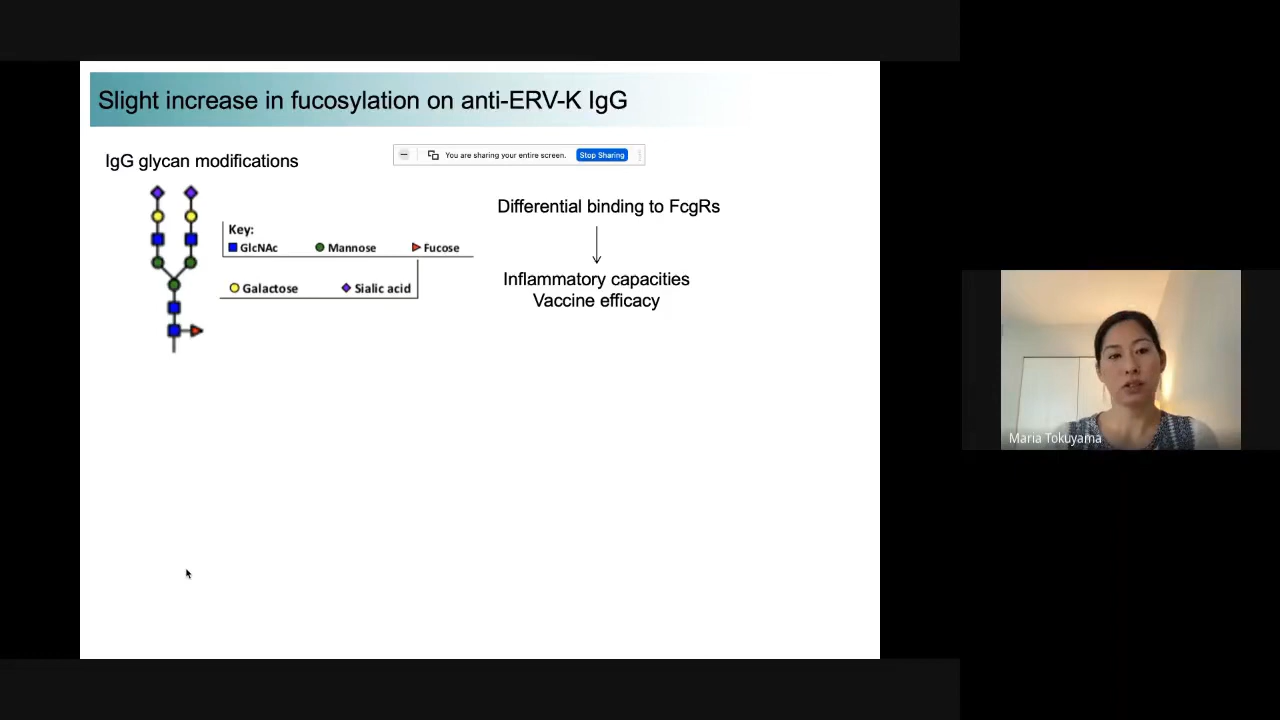 Slight increase in fucosylation on anti-ERV-K IgG
IgG glycan modifications
You are sharing your entire screen.
Stop Sharing
Key:
GlcNAc
Mannose
Fucose
Galactose
Sialic acid
Differential binding to FcgRs
Inflammatory capacities
Vaccine efficacy
Maria Tokuyama